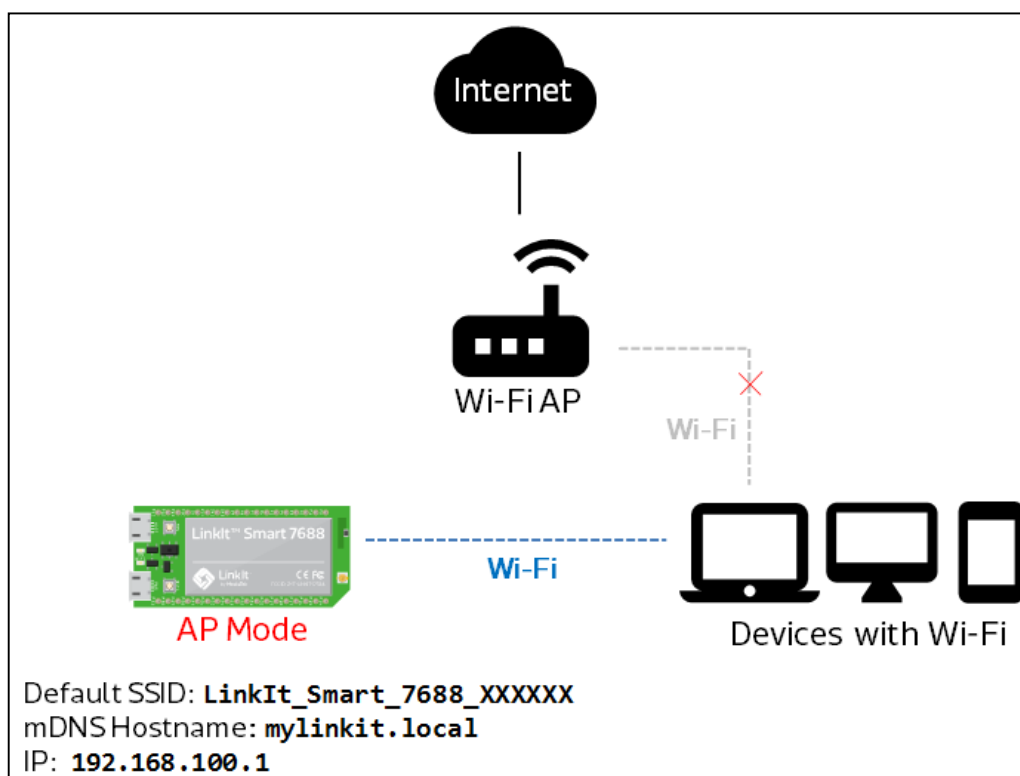 Internet
Wi-Fi AP
Wi-Fi
LinkIt™ Smart 7688
LinkIt
Wi-Fi
AP Mode
Devices with Wi-Fi
Default SSID: LinkIt_Smart_7688_XXXXXX
mDNS Hostname: mylinkit.local
IP: 192.168.100.1